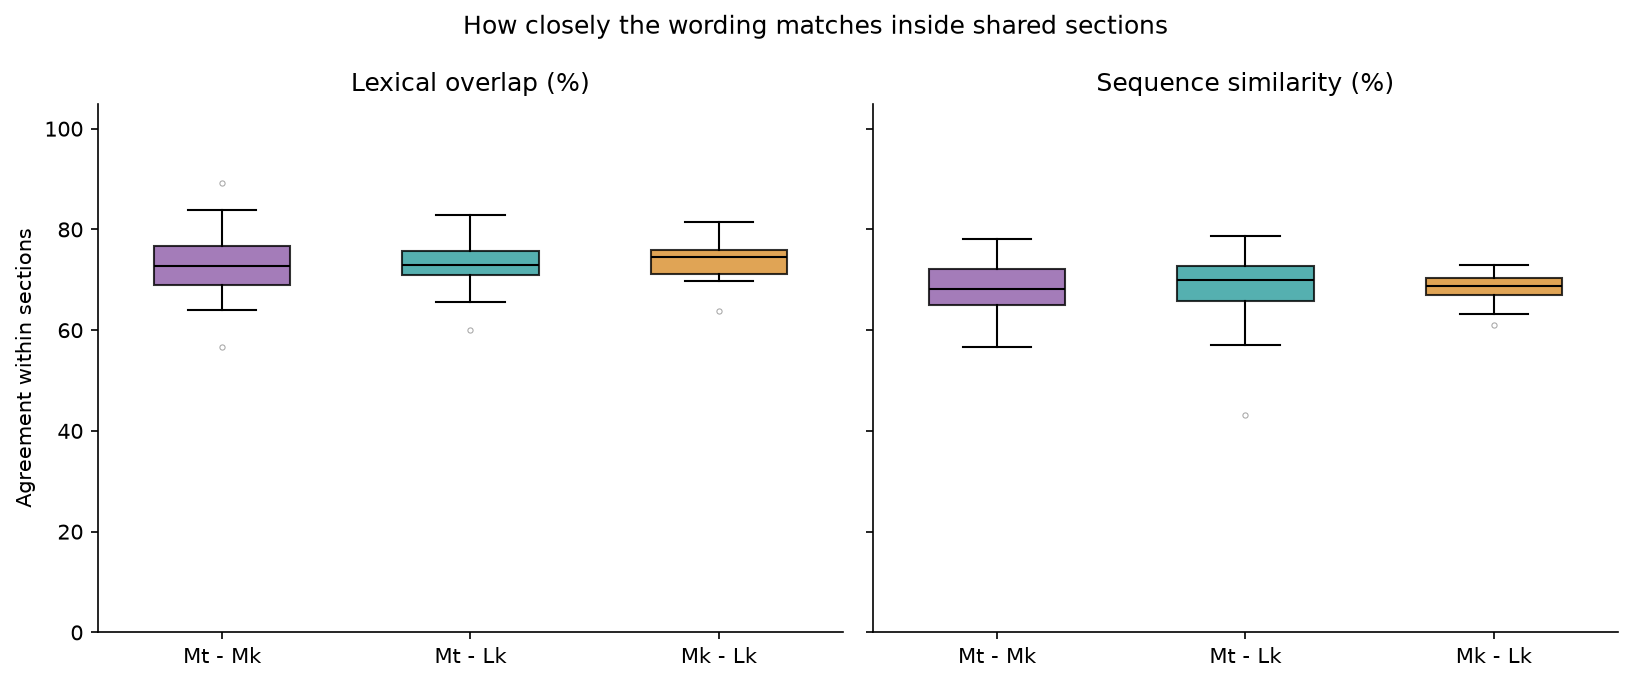 How closely the wording matches inside shared sections
Lexical overlap (%)
Sequence similarity (%)
Agreement within sections
100
80
60
40
20
0
Mt - Mk
Mt - Lk
Mk - Lk
Mt - Mk
Mt - Lk
Mk - Lk